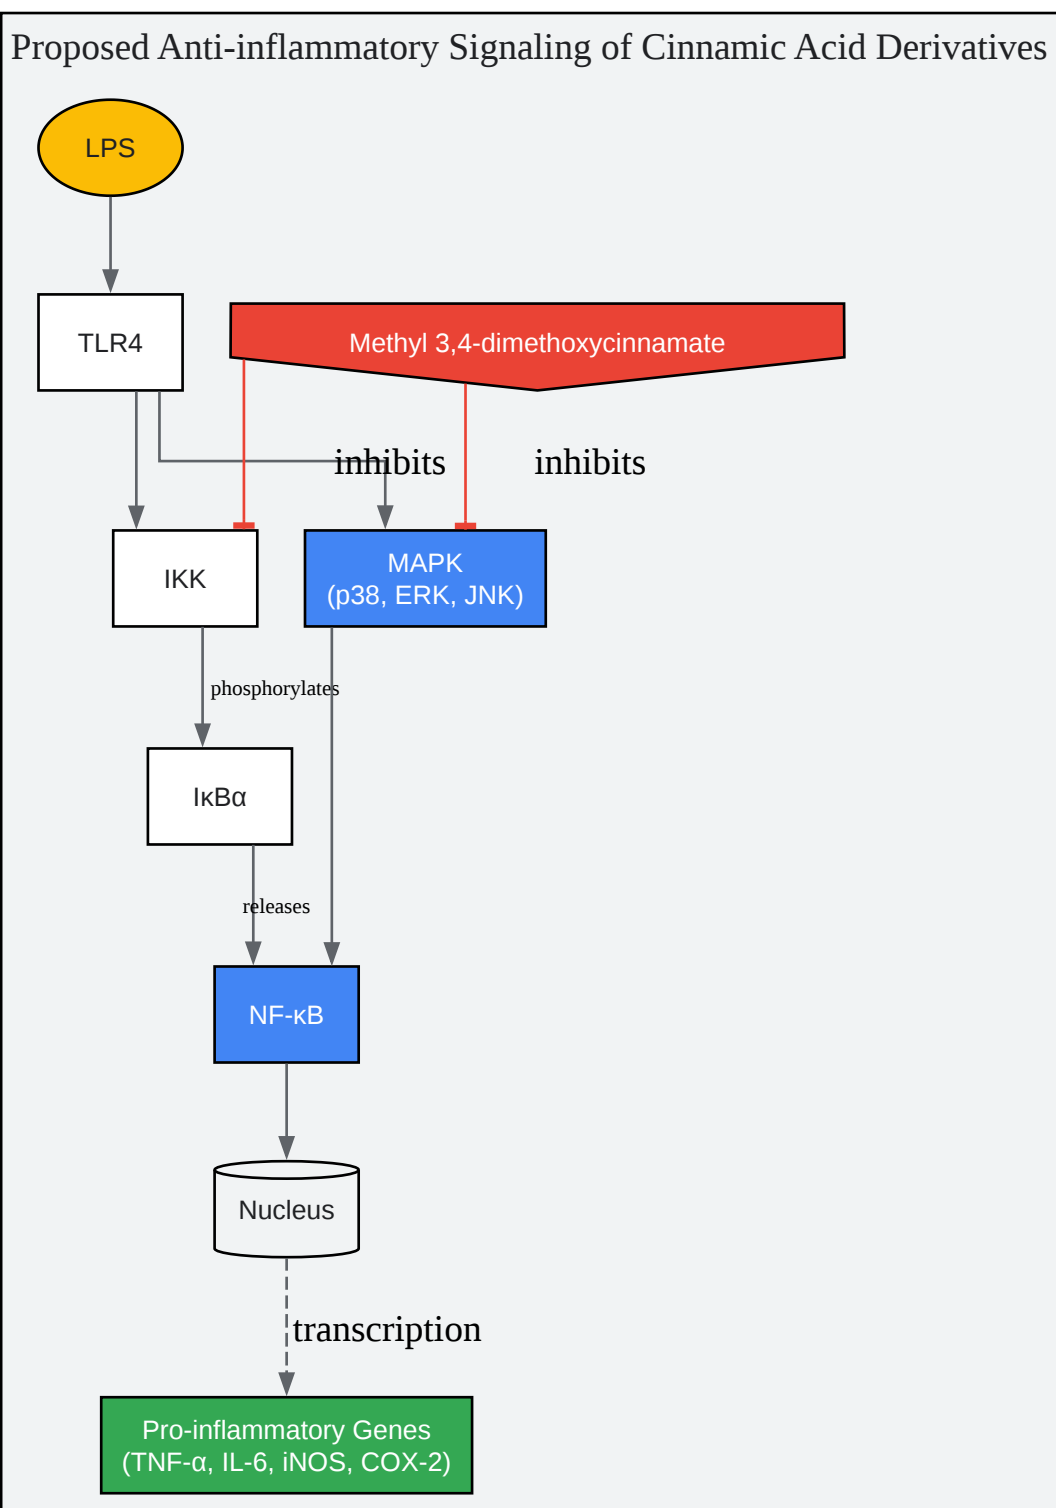 Proposed Anti-inflammatory Signaling of Cinnamic Acid Derivatives
LPS
TLR4
Methyl 3,4-dimethoxycinnamate
inhibits
inhibits
IKK
MAPK
(p38, ERK, JNK)
phosphorylates
IκBα
releases
NF-κB
Nucleus
transcription
Pro-inflammatory Genes
(TNF-α, IL-6, iNOS, COX-2)